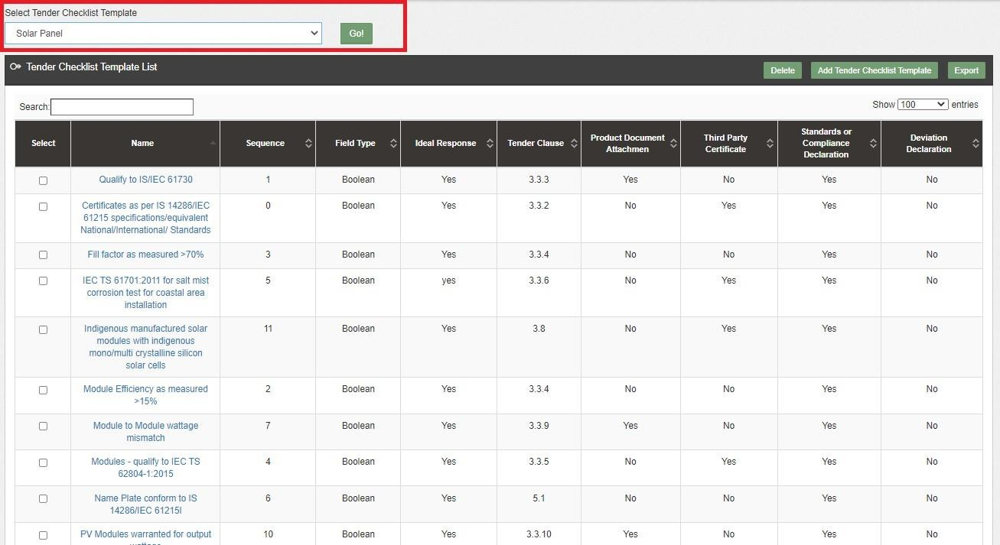 Select Tender Checklist Template
Solar Panel
Go!
Tender Checklist Template List
Delete
Add Tender Checklist Template
Export
Search:
Show 100 entries
Select
Name
Sequence
Field Type
Ideal Response
Tender Clause
Product Document
Attachmen
Third Party
Certificate
Standards or
Compliance
Declaration
Deviation
Declaration
Qualify to IS/IEC 61730 1 Boolean Yes 3.3.3 Yes No Yes No
Certificates as per IS 14286/IEC 0 Boolean Yes 3.3.2 No Yes Yes No
61215 specifications/equivalent
National/International/ Standards
Fill factor as measured >70% 3 Boolean Yes 3.3.4 No No Yes No
IEC TS 61701:2011 for salt mist 5 Boolean yes 3.3.6 No Yes Yes No
corrosion test for coastal area
installation
Indigenous manufactured solar 11 Boolean Yes 3.8 No Yes Yes No
modules with indigenous
mono/multi crystalline silicon
solar cells
Module Efficiency as measured 2 Boolean Yes 3.3.4 No No Yes No
>15%
Module to Module wattage 7 Boolean Yes 3.3.9 Yes No Yes No
mismatch
Modules - qualify to IEC TS 4 Boolean Yes 3.3.5 No Yes Yes No
62804-1:2015
Name Plate conform to IS 6 Boolean Yes 5.1 No No Yes No
14286/IEC 61215I
PV Modules warranted for output 10 Boolean Yes 3.3.10 Yes No Yes No